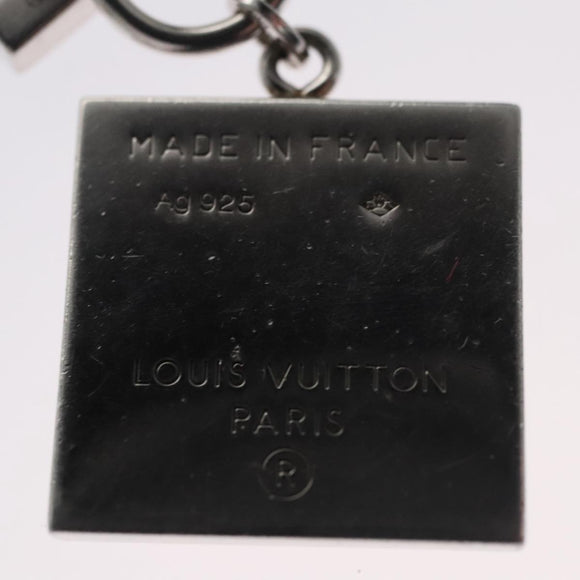 MADE IN FRANCE
Ag 925
LOUIS VUITTON
PARIS
®